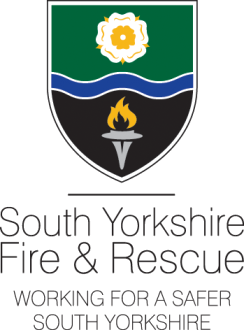 South Yorkshire
Fire & Rescue
WORKING FOR A SAFER
SOUTH YORKSHIRE